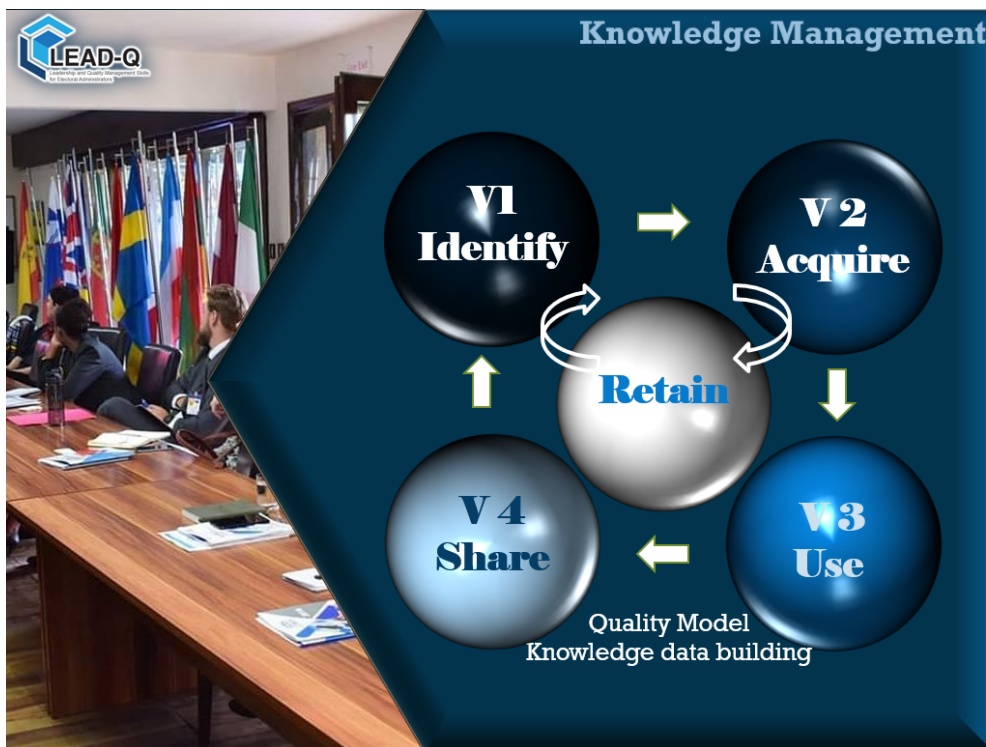 LEAD-Q
Leadership and Quality Management Skills
for Electoral Administrators
Knowledge Management
V1
Identify
V 2
Acquire
Retain
V 4
Share
V 3
Use
Quality Model
Knowledge data building